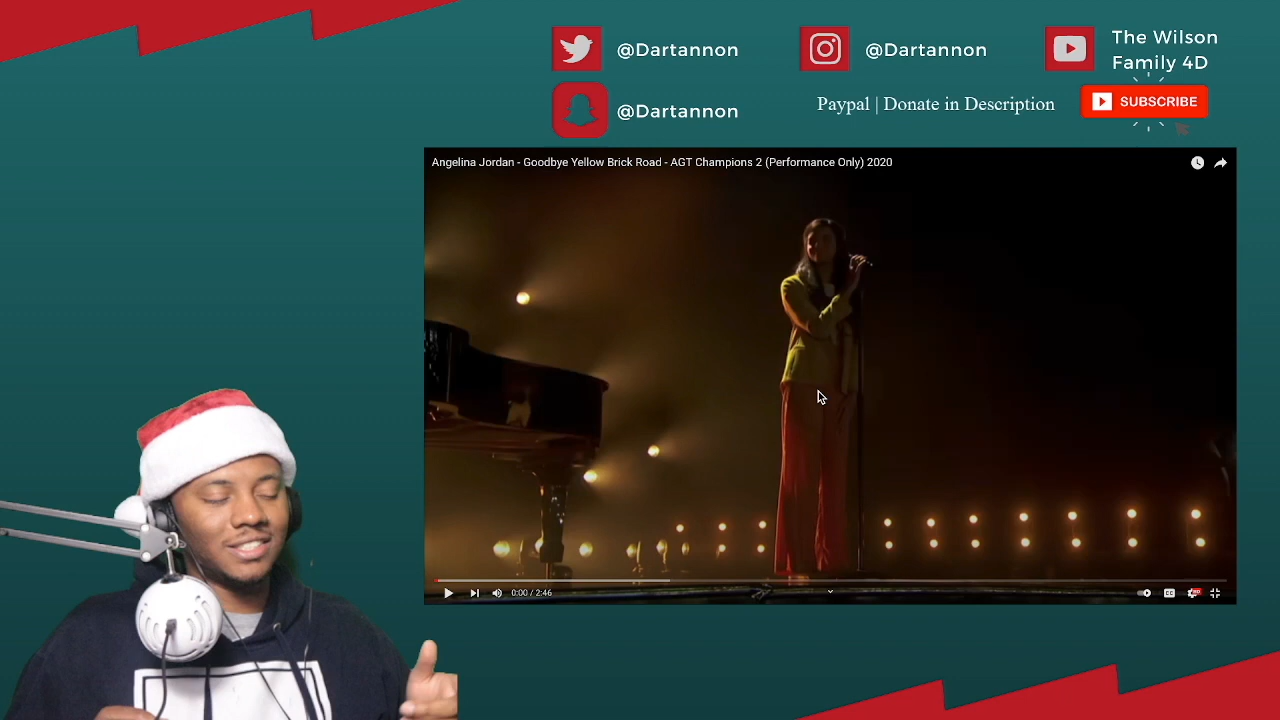 @Dartannon
@Dartannon
The Wilson
Family 4D
@Dartannon
Paypal | Donate in Description
SUBSCRIBE
Angelina Jordan - Goodbye Yellow Brick Road - AGT Champions 2 (Performance Only) 2020
0:00 / 2:46